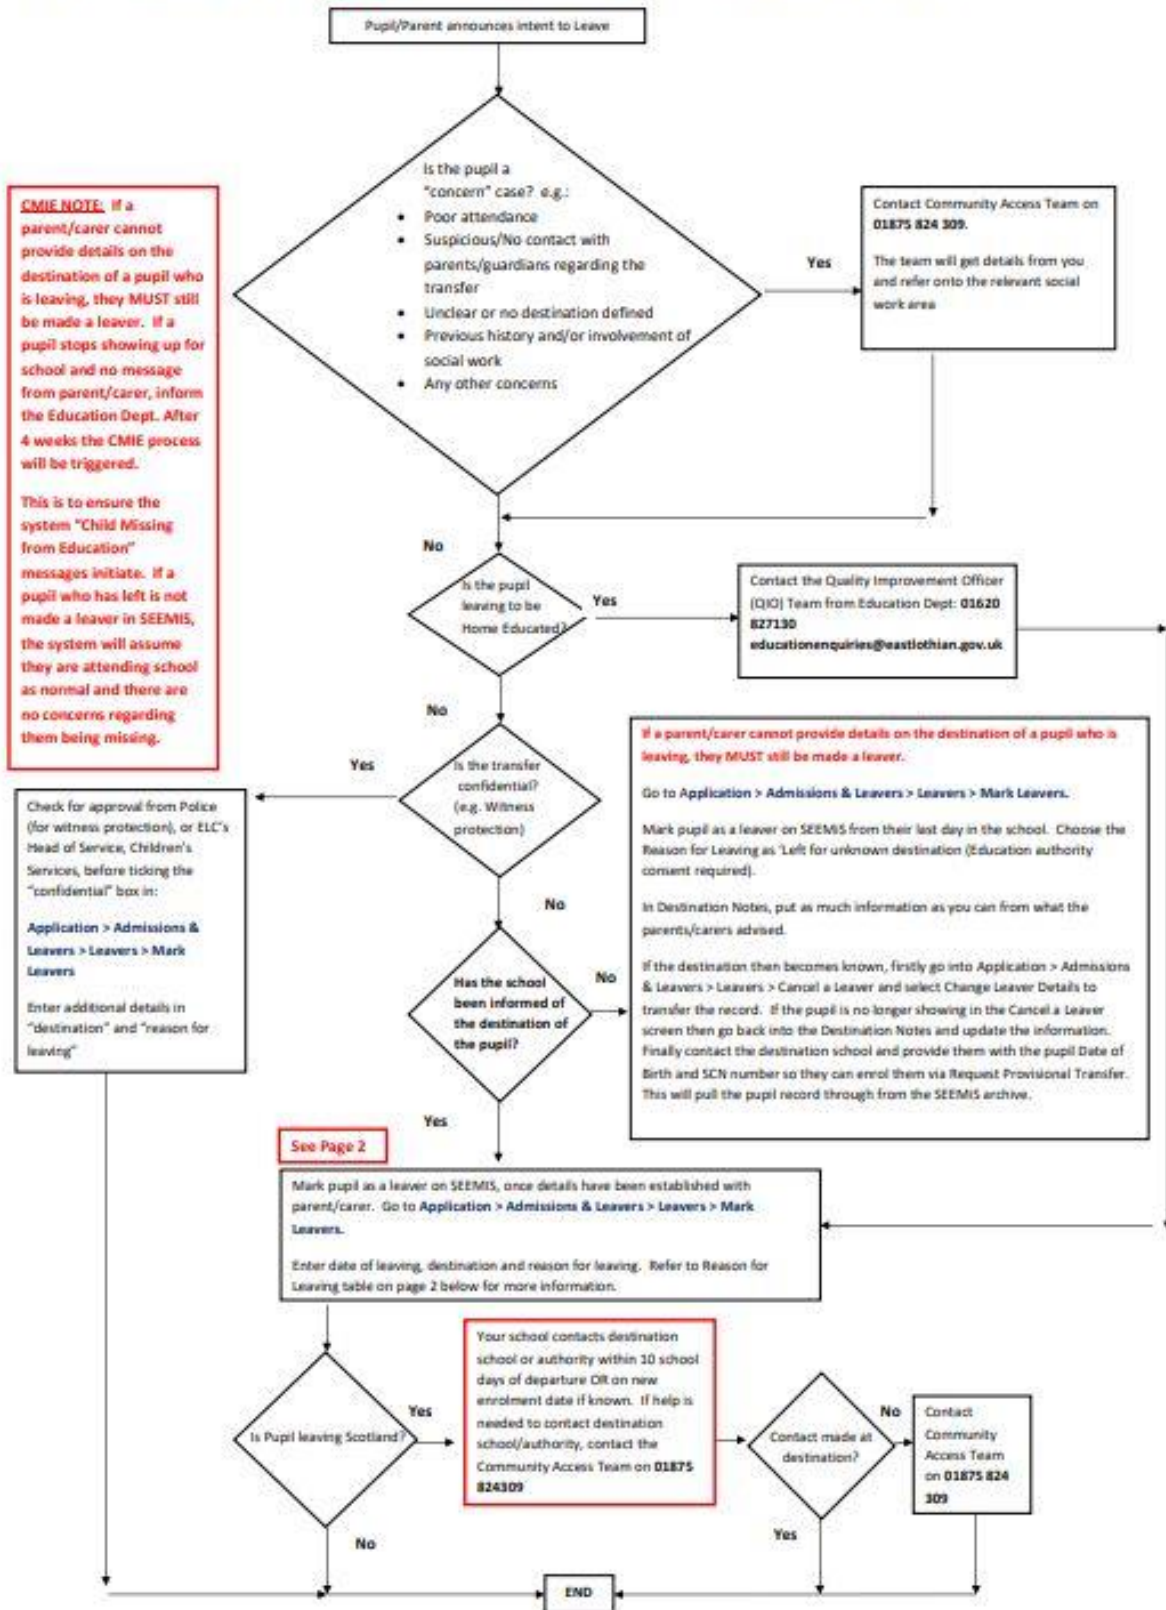 Pupil/Parent announces intent to Leave
Is the pupil a
"concern" case? e.g.:
• Poor attendance
• Suspicious/No contact with
parents/guardians regarding the
transfer
• Unclear or no destination defined
• Previous history and/or involvement of
social work
• Any other concerns
Yes
Contact Community Access Team on
01875 824 309.
The team will get details from you
and refer onto the relevant social
work area
CMIE NOTE: If a
parent/carer cannot
provide details on the
destination of a pupil who
is leaving, they MUST still
be made a leaver. If a
pupil stops showing up for
school and no message
from parent/carer, inform
the Education Dept. After
4 weeks the CMIE process
will be triggered.
This is to ensure the
system "Child Missing
from Education"
messages initiate. If a
pupil who has left is not
made a leaver in SEEMIS,
the system will assume
they are attending school
as normal and there are
no concerns regarding
them being missing.
No
Is the pupil
leaving to be
Home Educated?
Yes
Contact the Quality Improvement Officer
(QIO) Team from Education Dept: 01620
827130
educationenquiries@eastlothian.gov.uk
No
Is the transfer
confidential?
(e.g. Witness
protection)
Yes
Check for approval from Police
(for witness protection), or ELC's
Head of Service, Children's
Services, before ticking the
"confidential" box in:
Application > Admissions &
Leavers > Leavers > Mark
Leavers
Enter additional details in
"destination" and "reason for
leaving"
No
Has the school
been informed of
the destination of
the pupil?
No
If a parent/carer cannot provide details on the destination of a pupil who is
leaving, they MUST still be made a leaver.
Go to Application > Admissions & Leavers > Leavers > Mark Leavers.
Mark pupil as a leaver on SEEMiS from their last day in the school. Choose the
Reason for Leaving as 'Left for unknown destination (Education authority
consent required).
In Destination Notes, put as much information as you can from what the
parents/carers advised.
If the destination then becomes known, firstly go into Application > Admissions
& Leavers > Leavers > Cancel a Leaver and select Change Leaver Details to
transfer the record. If the pupil is no longer showing in the Cancel a Leaver
screen then go back into the Destination Notes and update the information.
Finally contact the destination school and provide them with the pupil Date of
Birth and SCN number so they can enrol them via Request Provisional Transfer.
This will pull the pupil record through from the SEEMIS archive.
Yes
See Page 2
Mark pupil as a leaver on SEEMIS, once details have been established with
parent/carer. Go to Application > Admissions & Leavers > Leavers > Mark
Leavers.
Enter date of leaving, destination and reason for leaving. Refer to Reason for
Leaving table on page 2 below for more information.
Is Pupil leaving Scotland?
Yes
Your school contacts destination
school or authority within 10 school
days of departure OR on new
enrolment date if known. If help is
needed to contact destination
school/authority, contact the
Community Access Team on 01875
824309
Contact made at
destination?
No
Contact
Community
Access Team
on 01875 824
309
No
Yes
END